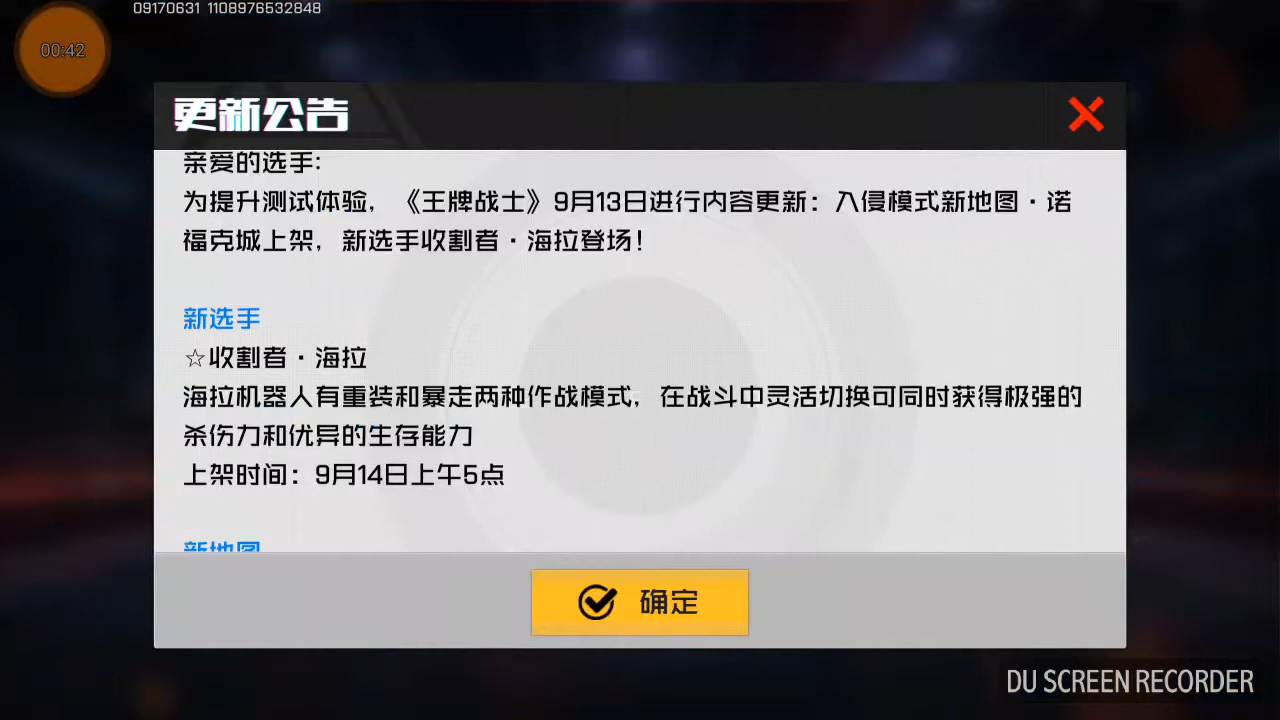 09170631 1108976532848
00:42
更新公告
亲爱的选手:
为提升测试体验, 《王牌战士》9月13日进行内容更新: 入侵模式新地图·诺
福克城上架, 新选手收割者·海拉登场!
新选手
☆收割者·海拉
海拉机器人有重装和暴走两种作战模式, 在战斗中灵活切换可同时获得极强的
杀伤力和优异的生存能力
上架时间: 9月14日上午5点
新地图
确定
DU SCREEN RECORDER